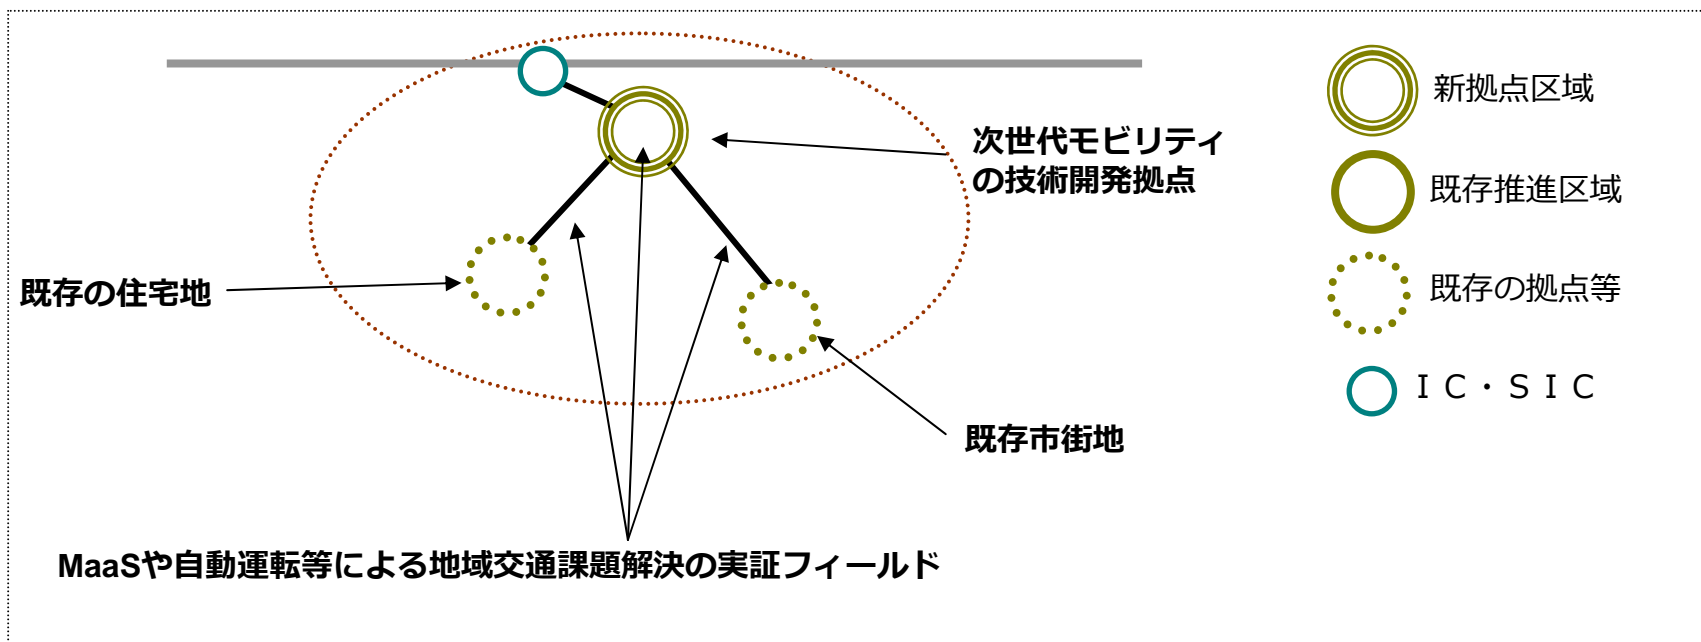 新拠点区域
次世代モビリティ
の技術開発拠点
既存推進区域
既存の住宅地
既存の拠点等
ＩＣ・ＳＩＣ
既存市街地
MaaSや自動運転等による地域交通課題解決の実証フィールド